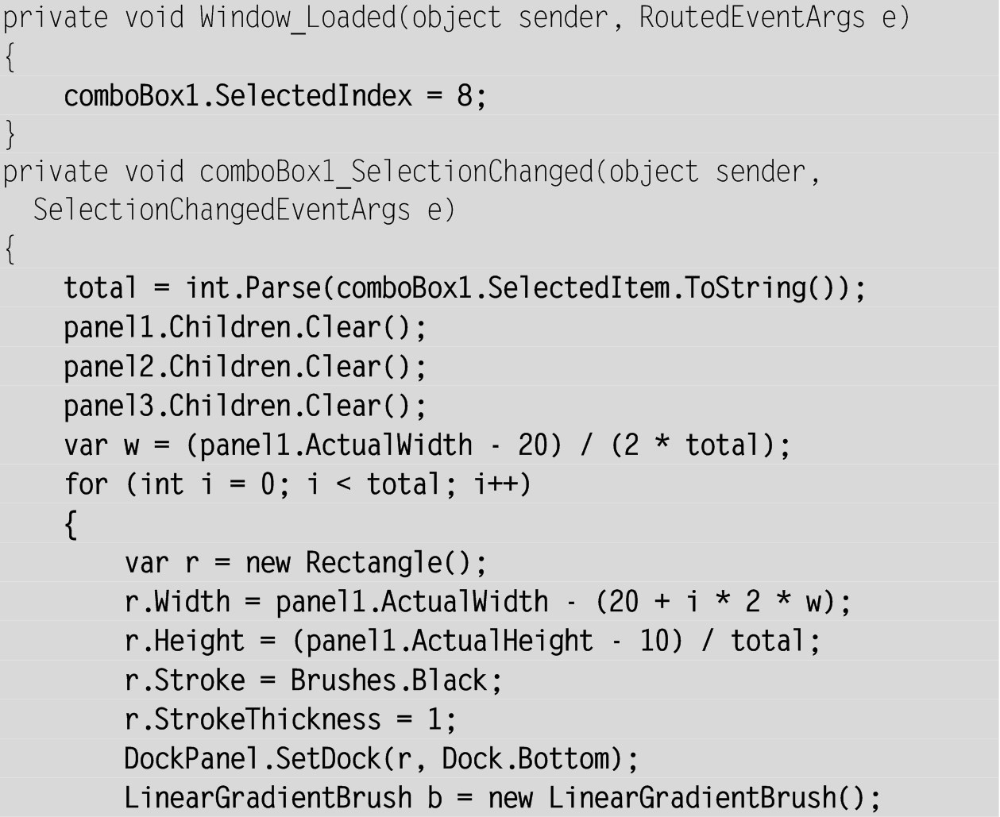 private void Window_Loaded(object sender, RoutedEventArgs e)
{
    comboBox1.SelectedIndex = 8;
}
private void comboBox1_SelectionChanged(object sender,
  SelectionChangedEventArgs e)
{
    total = int.Parse(comboBox1.SelectedItem.ToString());
    panel1.Children.Clear();
    panel2.Children.Clear();
    panel3.Children.Clear();
    var w = (panel1.ActualWidth - 20) / (2 * total);
    for (int i = 0; i < total; i++)
    {
        var r = new Rectangle();
        r.Width = panel1.ActualWidth - (20 + i * 2 * w);
        r.Height = (panel1.ActualHeight - 10) / total;
        r.Stroke = Brushes.Black;
        r.StrokeThickness = 1;
        DockPanel.SetDock(r, Dock.Bottom);
        LinearGradientBrush b = new LinearGradientBrush();